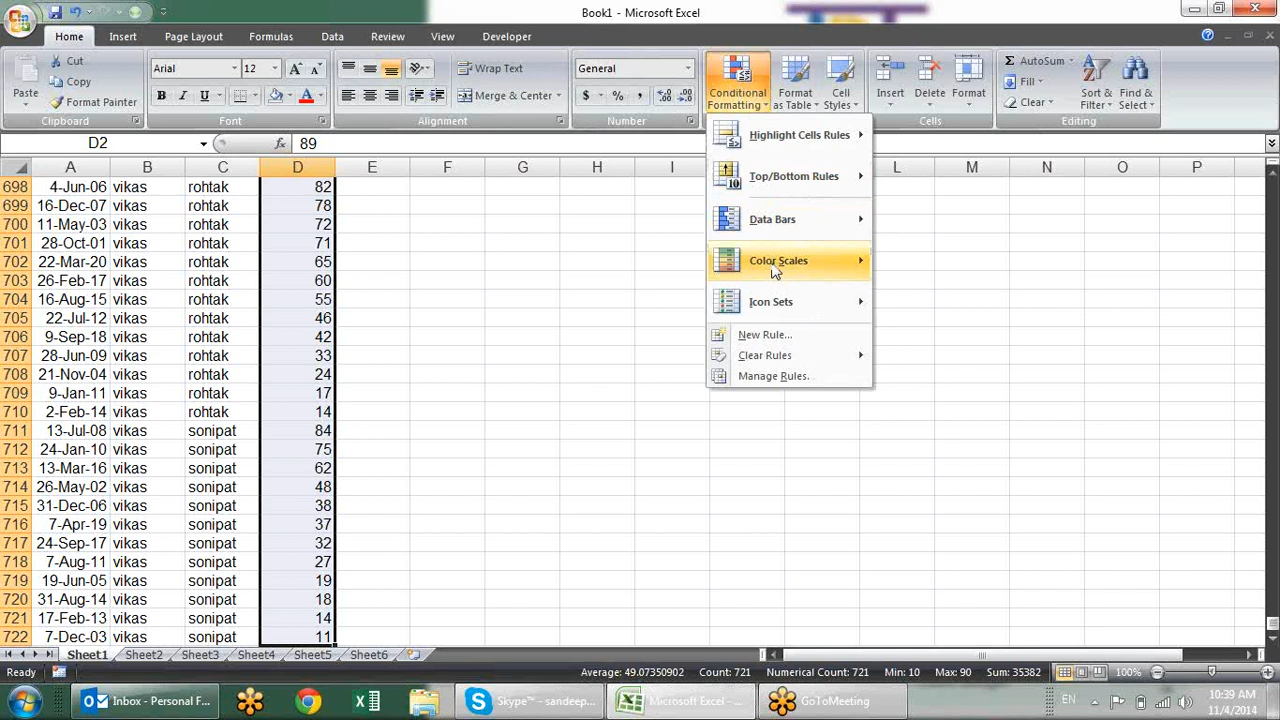 Book1 - Microsoft Excel
Home Insert Page Layout Formulas Data Review View Developer
Paste
Cut
Copy
Format Painter
Clipboard
Arial 12
B I U
Font
Wrap Text
Merge & Center
Alignment
General
$ % ,
Number
Conditional Formatting
Format as Table
Cell Styles
Insert Delete Format
Cells
Σ AutoSum
Fill
Clear
Sort & Filter
Find & Select
Editing
D2 fx 89
A B C D E F G H I L M N O P
698 4-Jun-06 vikas rohtak 82
699 16-Dec-07 vikas rohtak 78
700 11-May-03 vikas rohtak 72
701 28-Oct-01 vikas rohtak 71
702 22-Mar-20 vikas rohtak 65
703 26-Feb-17 vikas rohtak 60
704 16-Aug-15 vikas rohtak 55
705 22-Jul-12 vikas rohtak 46
706 9-Sep-18 vikas rohtak 42
707 28-Jun-09 vikas rohtak 33
708 21-Nov-04 vikas rohtak 24
709 9-Jan-11 vikas rohtak 17
710 2-Feb-14 vikas rohtak 14
711 13-Jul-08 vikas sonipat 84
712 24-Jan-10 vikas sonipat 75
713 13-Mar-16 vikas sonipat 62
714 26-May-02 vikas sonipat 48
715 31-Dec-06 vikas sonipat 38
716 7-Apr-19 vikas sonipat 37
717 24-Sep-17 vikas sonipat 32
718 7-Aug-11 vikas sonipat 27
719 19-Jun-05 vikas sonipat 19
720 31-Aug-14 vikas sonipat 18
721 17-Feb-13 vikas sonipat 14
722 7-Dec-03 vikas sonipat 11
Highlight Cells Rules
Top/Bottom Rules
Data Bars
Color Scales
Icon Sets
New Rule...
Clear Rules
Manage Rules.
Sheet1 Sheet2 Sheet3 Sheet4 Sheet5 Sheet6
Ready Average: 49.07350902 Count: 721 Numerical Count: 721 Min: 10 Max: 90 Sum: 35382 100%
Inbox - Personal F... Skype™ - sandeep... Microsoft Excel - ... GoToMeeting EN 10:39 AM
11/4/2014